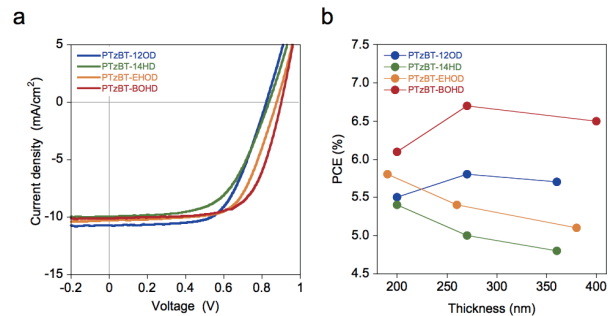 a
5
0
-5
-10
-15
-0.2
0
0.2
0.4
0.6
0.8
1
Current density (mA/cm²)
Voltage (V)
PTzBT-12OD
PTzBT-14HD
PTzBT-EHOD
PTzBT-BOHD
b
7.5
7.0
6.5
6.0
5.5
5.0
4.5
200
250
300
350
400
PCE (%)
Thickness (nm)
PTzBT-12OD
PTzBT-14HD
PTzBT-EHOD
PTzBT-BOHD